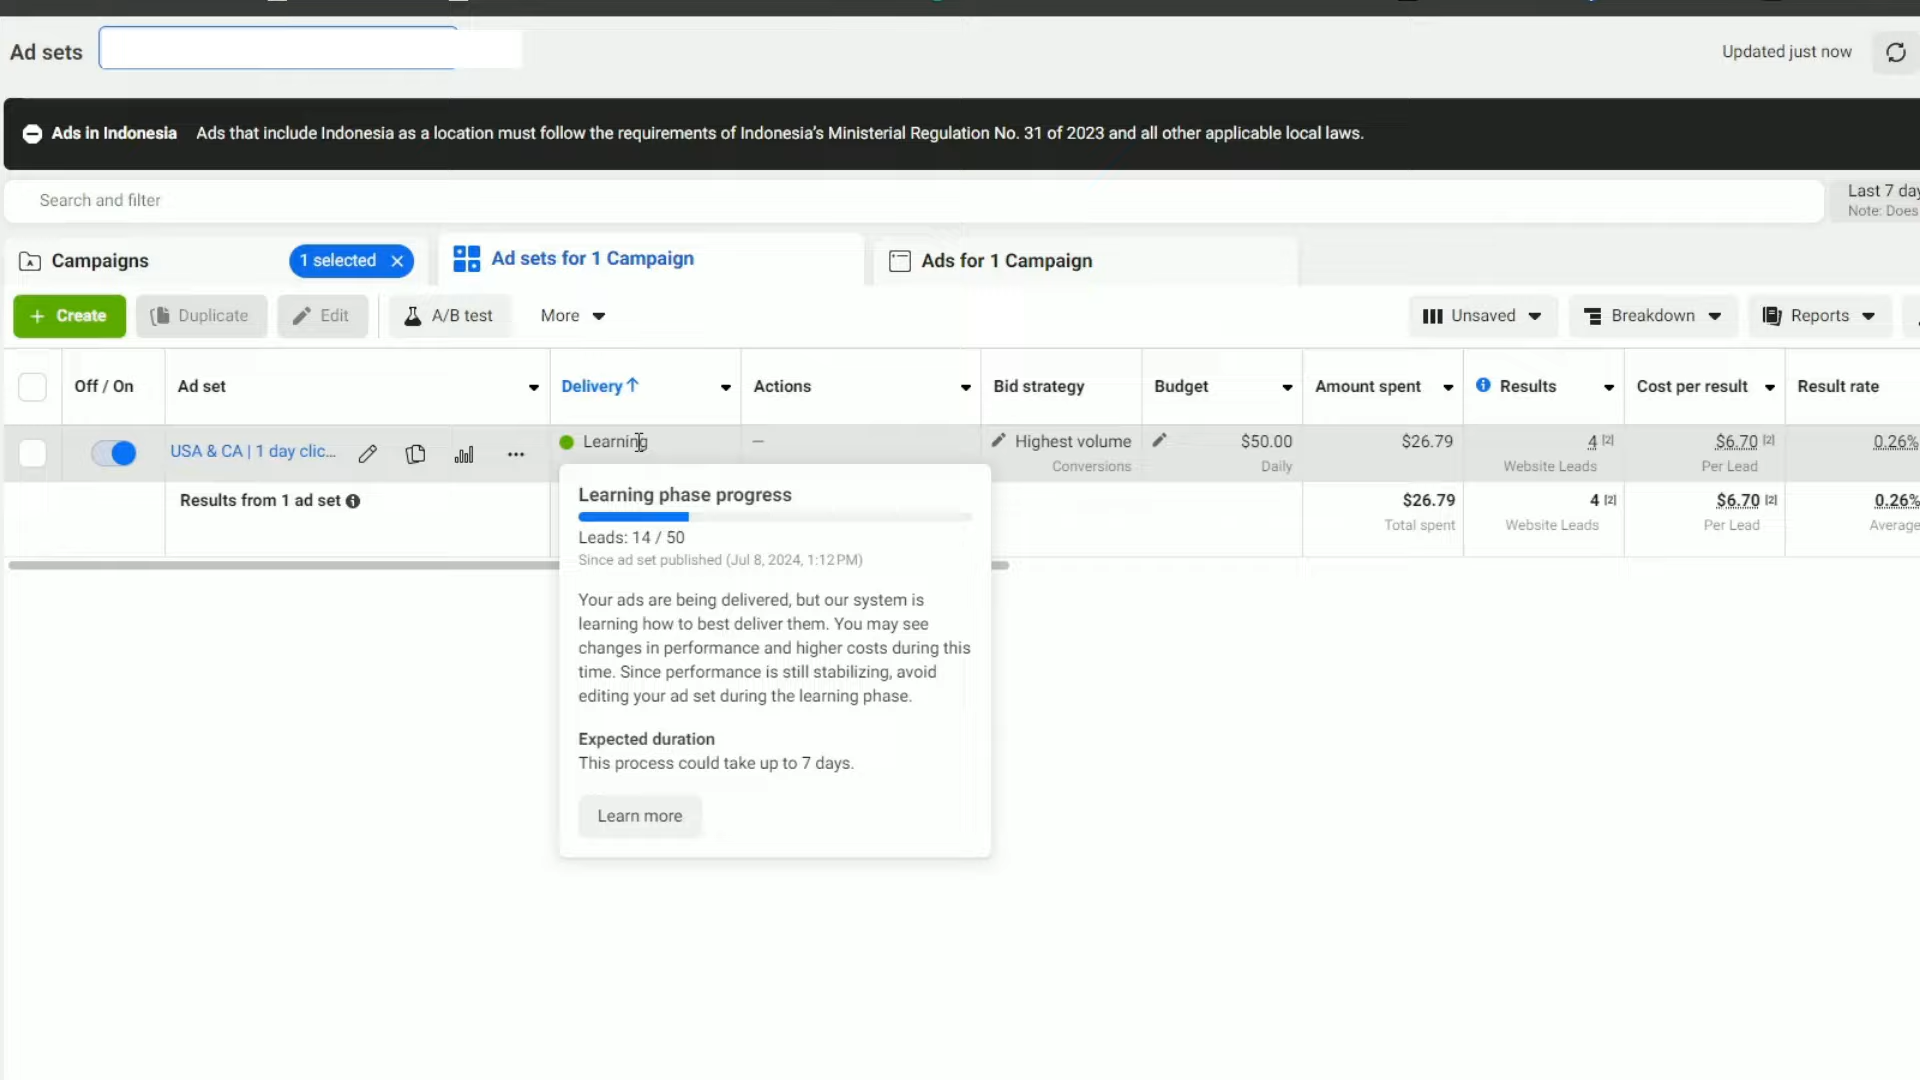 Ad sets
Updated just now
Ads in Indonesia Ads that include Indonesia as a location must follow the requirements of Indonesia's Ministerial Regulation No. 31 of 2023 and all other applicable local laws.
Search and filter
Last 7 day
Note: Does
Campaigns 1 selected Ad sets for 1 Campaign Ads for 1 Campaign
+ Create Duplicate Edit A/B test More Unsaved Breakdown Reports
Off / On Ad set Delivery ↑ Actions Bid strategy Budget Amount spent Results Cost per result Result rate
USA & CA | 1 day clic... Learning — Highest volume $50.00 $26.79 4 [2] $6.70 [2] 0.26%
Conversions Daily Website Leads Per Lead
Results from 1 ad set $26.79 4 [2] $6.70 [2] 0.26%
Total spent Website Leads Per Lead Average
Learning phase progress
Leads: 14 / 50
Since ad set published (Jul 8, 2024, 1:12 PM)
Your ads are being delivered, but our system is
learning how to best deliver them. You may see
changes in performance and higher costs during this
time. Since performance is still stabilizing, avoid
editing your ad set during the learning phase.
Expected duration
This process could take up to 7 days.
Learn more